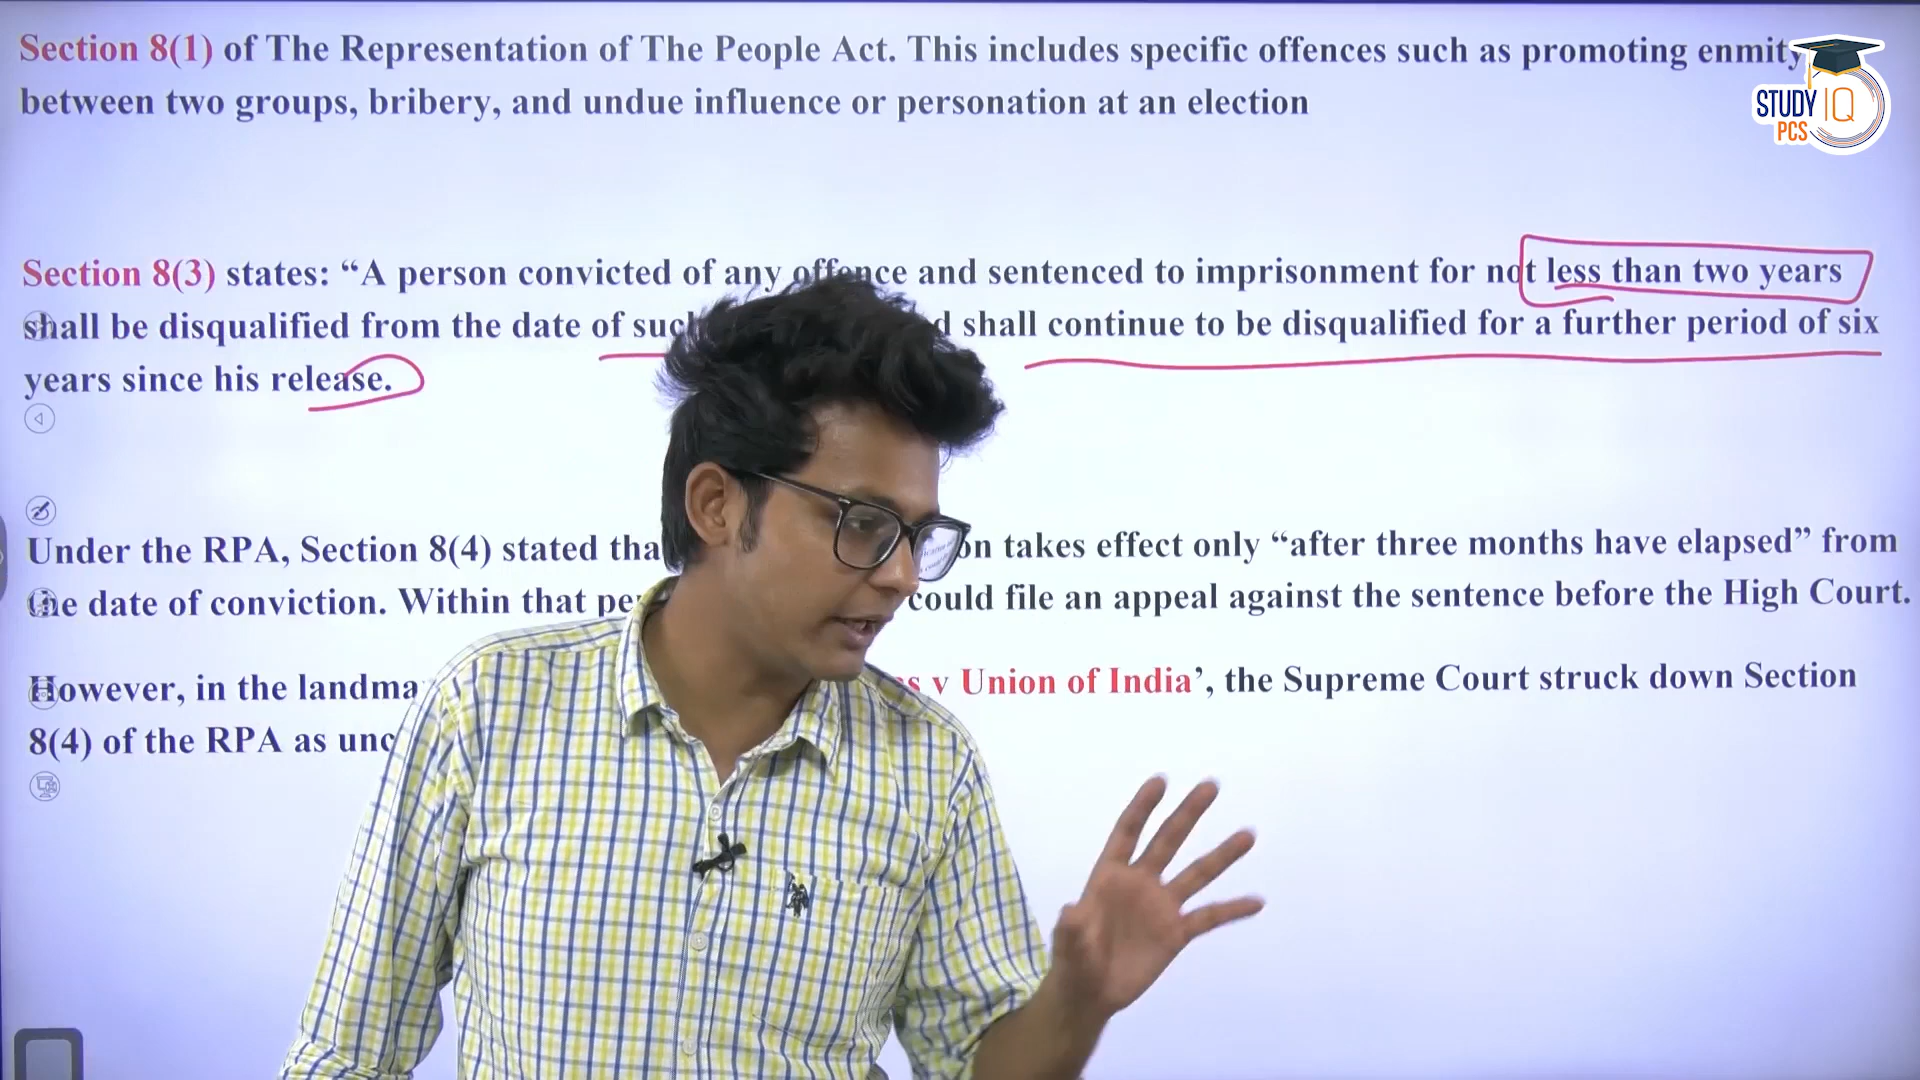 Section 8(1) of The Representation of The People Act. This includes specific offences such as promoting enmity
between two groups, bribery, and undue influence or personation at an election
STUDY IQ
PCS
Section 8(3) states: “A person convicted of any offence and sentenced to imprisonment for not less than two years
shall be disqualified from the date of shall continue to be disqualified for a further period of six
years since his release.
Under the RPA, Section 8(4) stated takes effect only “after three months have elapsed” from
the date of conviction. Within that could file an appeal against the sentence before the High Court.
However, in the v Union of India’, the Supreme Court struck down Section
8(4) of the RPA as